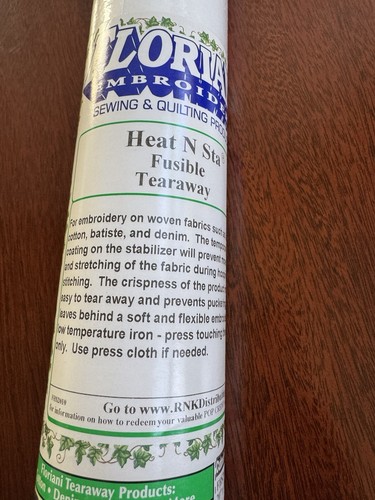 FLORIA
EMBROID
SEWING & QUILTING PRO
Heat N Sta
Fusible
Tearaway
For embroidery on woven fabrics such
cotton, batiste, and denim. The temp
coating on the stabilizer will prevent
and stretching of the fabric during
stitching. The crispness of the produc
easy to tear away and prevents pucke
leaves behind a soft and flexible embro
low temperature iron - press touching
only. Use press cloth if needed.
Go to www.RNKDistribu
for information on how to redeem your valuable POP
Floriani Tearaway Products: